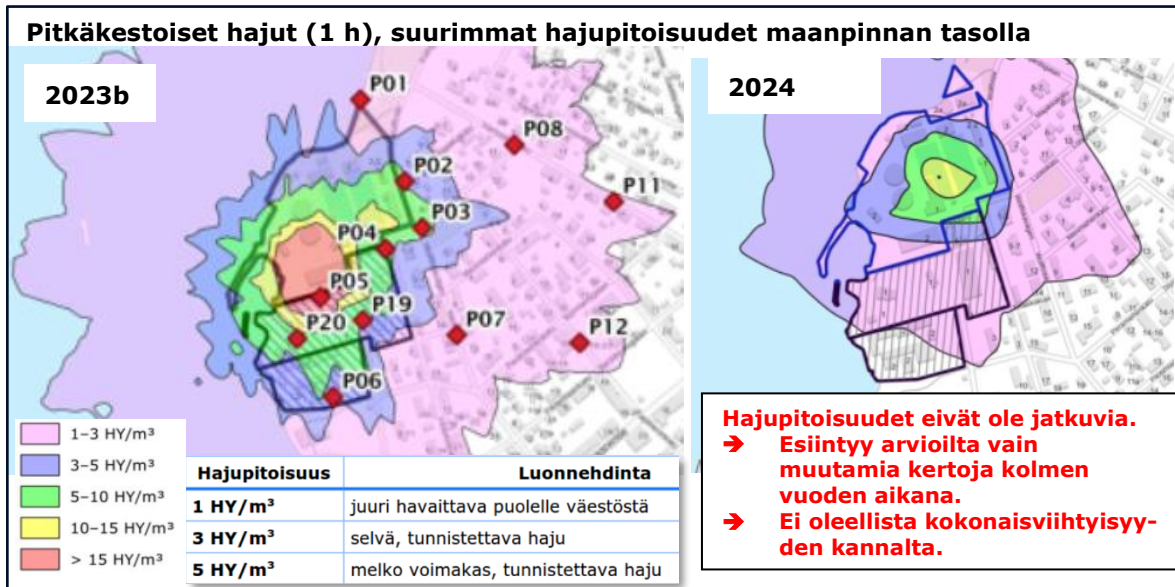 Pitkäkestoiset hajut (1 h), suurimmat hajupitoisuudet maanpinnan tasolla
2023b
P01
P08
P02
P11
P03
P04
P05
P19
P20
P07
P12
P06
1–3 HY/m³
3–5 HY/m³
5–10 HY/m³
10–15 HY/m³
> 15 HY/m³
Hajupitoisuus Luonnehdinta
1 HY/m³ juuri havaittava puolelle väestöstä
3 HY/m³ selvä, tunnistettava haju
5 HY/m³ melko voimakas, tunnistettava haju
2024
Hajupitoisuudet eivät ole jatkuvia.
➔ Esiintyy arvioilta vain
muutamia kertoja kolmen
vuoden aikana.
➔ Ei oleellista kokonaisviihtyisyy-
den kannalta.